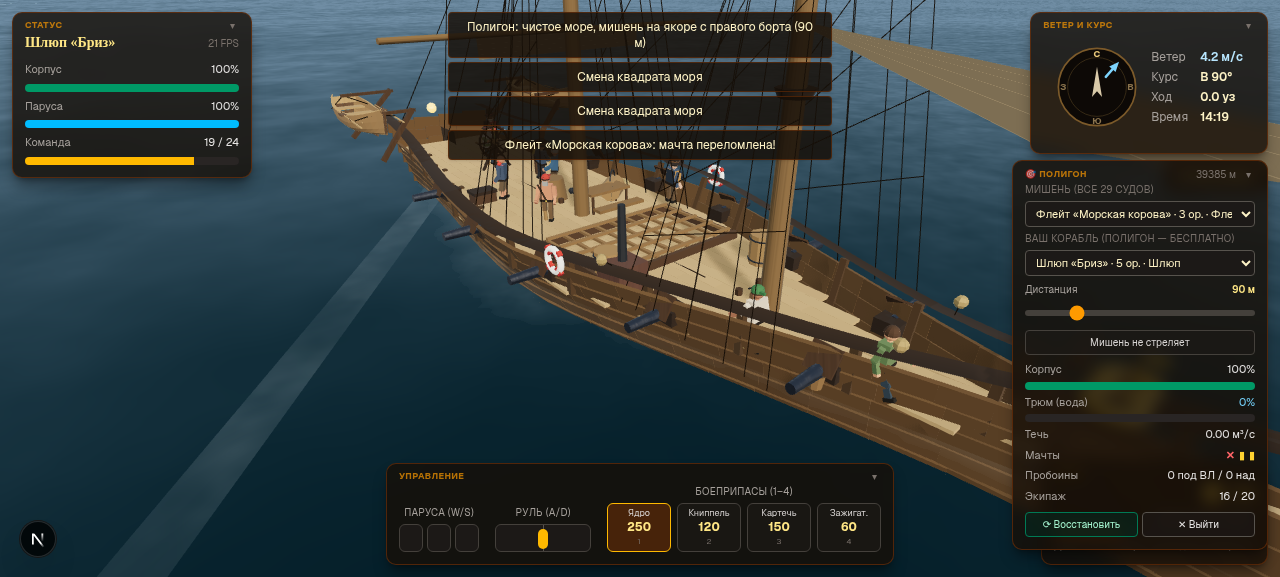 СТАТУС
Шлюп «Бриз»
21 FPS
Корпус 100%
Паруса 100%
Команда 19 / 24
Полигон: чистое море, мишень на якоре с правого борта (90
м)
Смена квадрата моря
Смена квадрата моря
Флейт «Морская корова»: мачта переломлена!
ВЕТЕР И КУРС
С
З В
Ю
Ветер 4.2 м/с
Курс В 90°
Ход 0.0 уз
Время 14:19
ПОЛИГОН 39385 м
МИШЕНЬ (ВСЕ 29 СУДОВ)
Флейт «Морская корова» · 3 ор. · Фле
ВАШ КОРАБЛЬ (ПОЛИГОН — БЕСПЛАТНО)
Шлюп «Бриз» · 5 ор. · Шлюп
Дистанция 90 м
Мишень не стреляет
Корпус 100%
Трюм (вода) 0%
Течь 0.00 м³/с
Мачты
Пробоины 0 под ВЛ / 0 над
Экипаж 16 / 20
⟳ Восстановить ✕ Выйти
УПРАВЛЕНИЕ
ПАРУСА (W/S)
РУЛЬ (A/D)
БОЕПРИПАСЫ (1–4)
Ядро 250 1
Книппель 120 2
Картечь 150 3
Зажигат. 60 4
N